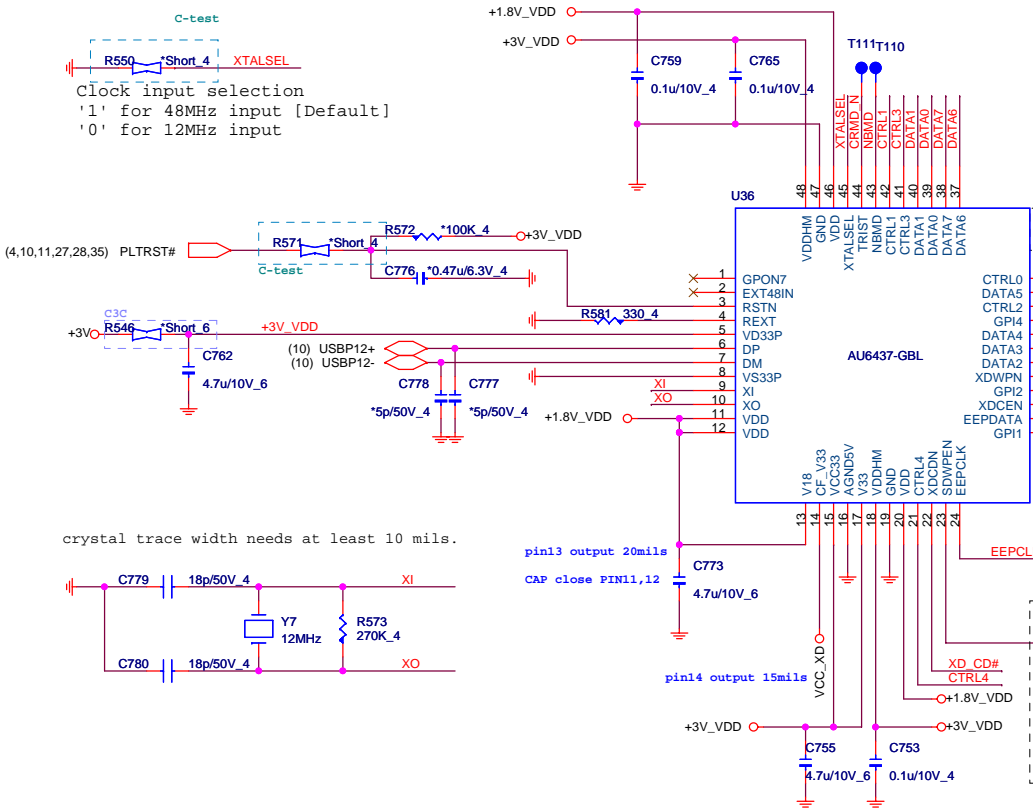 C-test
R550 *Short_4 XTALSEL
Clock input selection
'1' for 48MHz input [Default]
'0' for 12MHz input
+1.8V_VDD
+3V_VDD
C759
0.1u/10V_4
C765
0.1u/10V_4
T111 T110
XTALSEL
CRMD_N
NBMD
CTRL1
CTRL3
DATA1
DATA0
DATA7
DATA6
48 47 46 45 44 43 42 41 40 39 38 37
U36
VDDHM
GND
VDD
XTALSEL
TRIST
NBMD
CTRL1
CTRL3
DATA1
DATA0
DATA7
DATA6
(4,10,11,27,28,35) PLTRST#
R571 *Short_4
C-test
R572 *100K_4 +3V_VDD
C776 *0.47u/6.3V_4
C3C
+3V R546 *Short_6 +3V_VDD
C762
4.7u/10V_6
R581 330_4
(10) USBP12+
(10) USBP12-
C778
*5p/50V_4
C777
*5p/50V_4
XI
XO
+1.8V_VDD
1 GPON7
2 EXT48IN
3 RSTN
4 REXT
5 VD33P
6 DP
7 DM
8 VS33P
9 XI
10 XO
11 VDD
12 VDD
AU6437-GBL
CTRL0
DATA5
CTRL2
GPI4
DATA4
DATA3
DATA2
XDWPN
GPI2
XDCEN
EEPDATA
GPI1
V18
CF_V33
VCC33
AGND5V
V33
VDDHM
GND
VDD
CTRL4
XDCDN
SDWPEN
EEPCLK
13 14 15 16 17 18 19 20 21 22 23 24
crystal trace width needs at least 10 mils.
C779 18p/50V_4 XI
Y7
12MHz
R573
270K_4
C780 18p/50V_4 XO
pin13 output 20mils
CAP close PIN11,12
C773
4.7u/10V_6
pin14 output 15mils
VCC_XD
EEPCL
XD_CD#
CTRL4
+1.8V_VDD
+3V_VDD
+3V_VDD
C755
4.7u/10V_6
C753
0.1u/10V_4